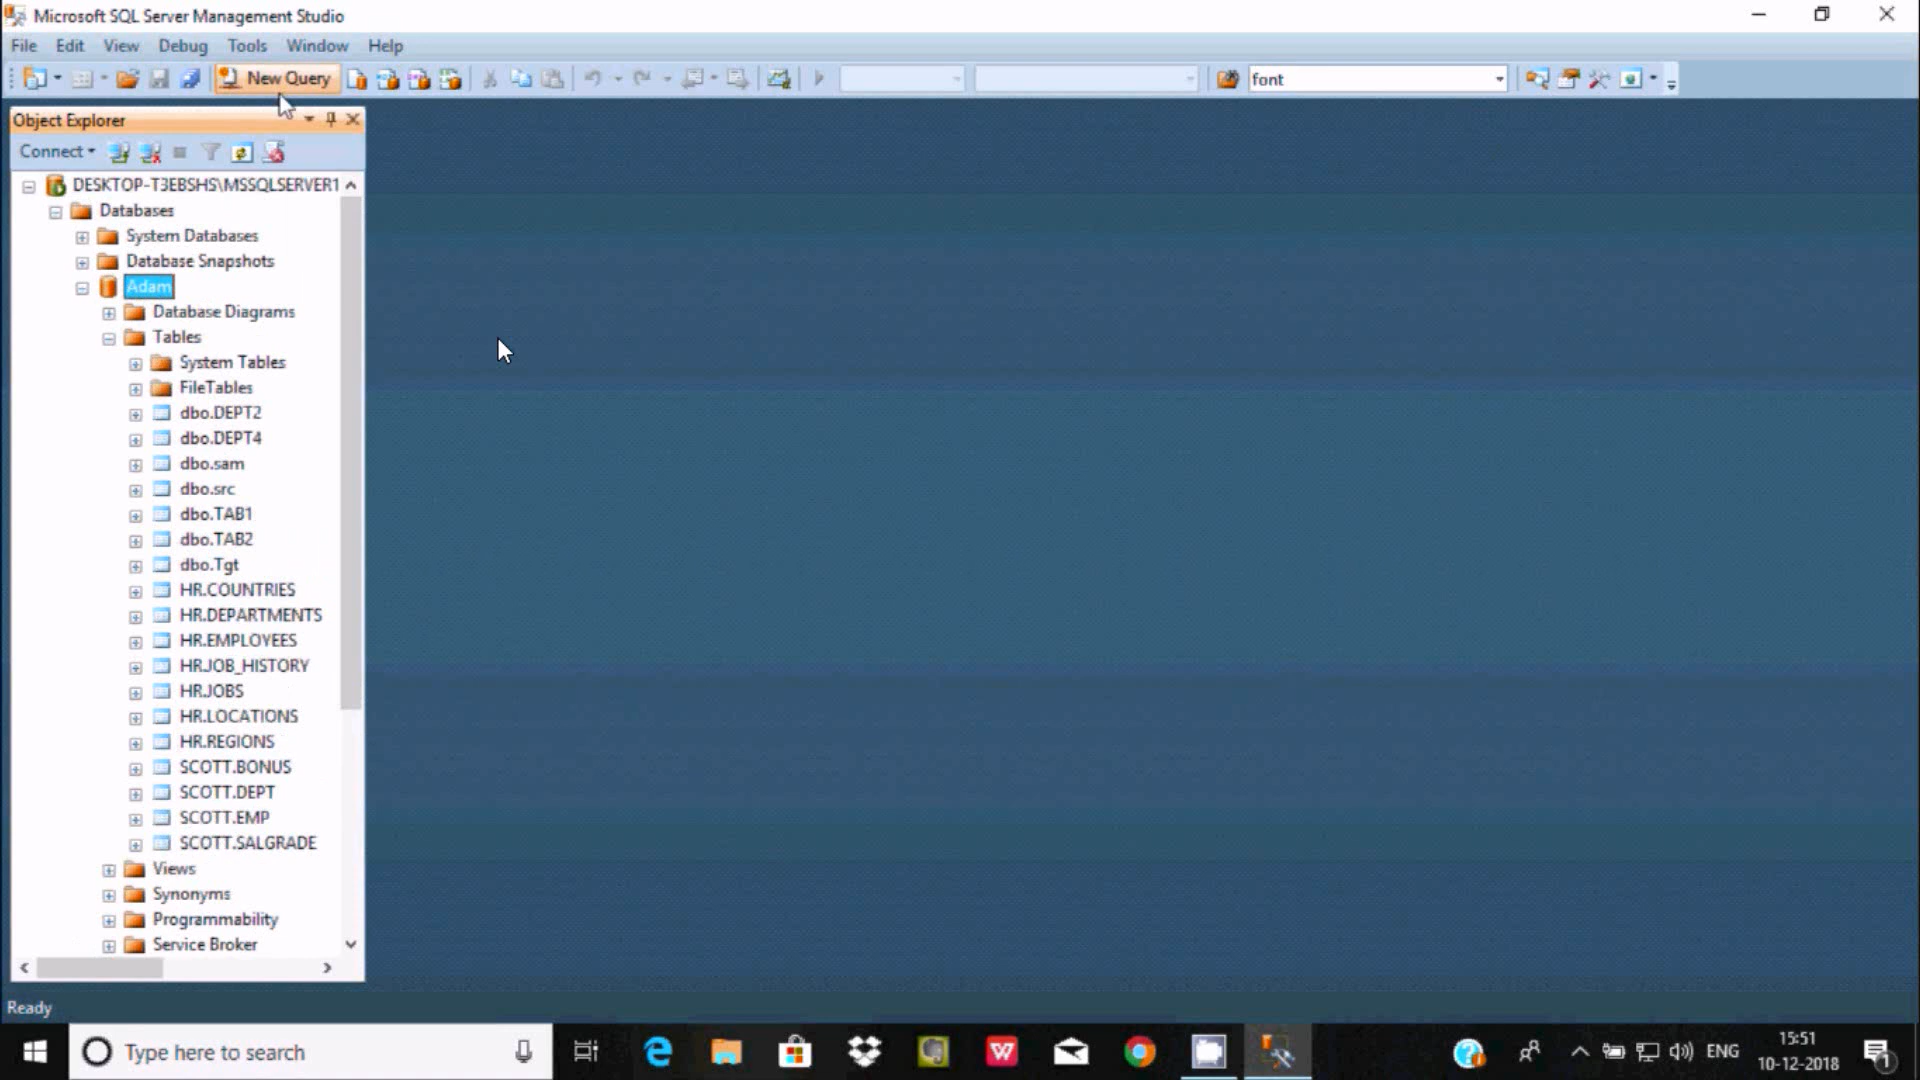 Microsoft SQL Server Management Studio
File Edit View Debug Tools Window Help
New Query
font
Object Explorer
Connect
DESKTOP-T3EBSHS\MSSQLSERVER1
Databases
System Databases
Database Snapshots
Adam
Database Diagrams
Tables
System Tables
FileTables
dbo.DEPT2
dbo.DEPT4
dbo.sam
dbo.src
dbo.TAB1
dbo.TAB2
dbo.Tgt
HR.COUNTRIES
HR.DEPARTMENTS
HR.EMPLOYEES
HR.JOB_HISTORY
HR.JOBS
HR.LOCATIONS
HR.REGIONS
SCOTT.BONUS
SCOTT.DEPT
SCOTT.EMP
SCOTT.SALGRADE
Views
Synonyms
Programmability
Service Broker
Ready
Type here to search
ENG
15:51
10-12-2018
1